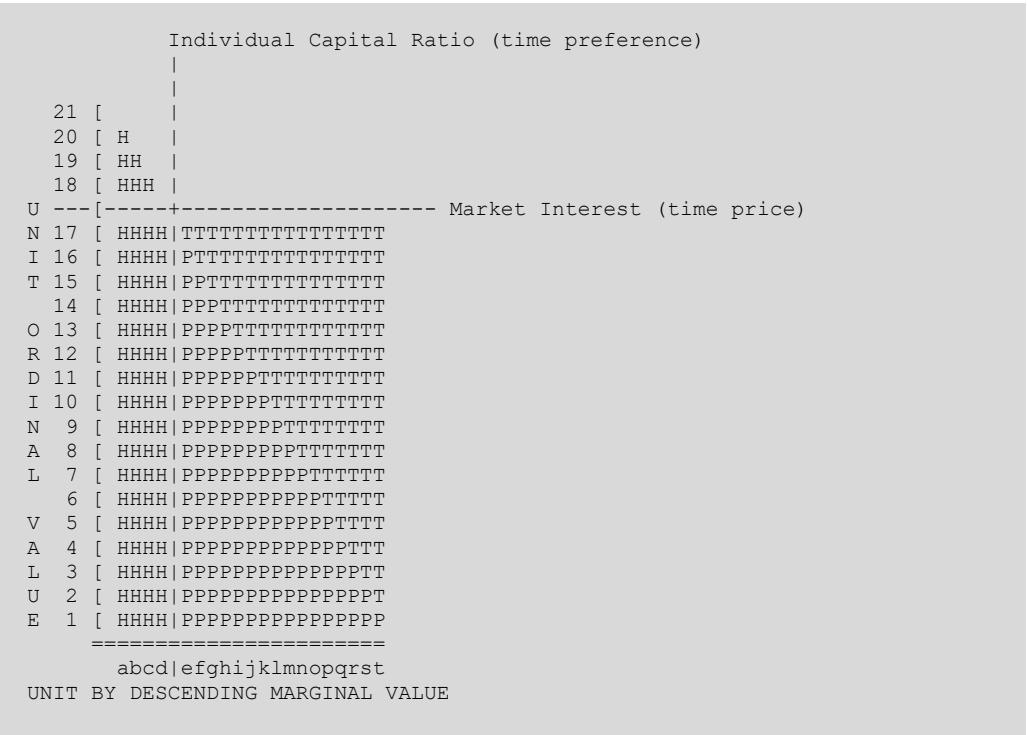 Individual Capital Ratio (time preference)
           |
           |
  21 [     |
  20 [ H   |
  19 [ HH  |
  18 [ HHH |
U ---[-----+-------------------- Market Interest (time price)
N 17 [ HHHH|TTTTTTTTTTTTTTTT
I 16 [ HHHH|PTTTTTTTTTTTTTTT
T 15 [ HHHH|PPTTTTTTTTTTTTTT
  14 [ HHHH|PPPTTTTTTTTTTTTT
O 13 [ HHHH|PPPPTTTTTTTTTTTT
R 12 [ HHHH|PPPPPTTTTTTTTTTT
D 11 [ HHHH|PPPPPPTTTTTTTTTT
I 10 [ HHHH|PPPPPPPTTTTTTTTT
N  9 [ HHHH|PPPPPPPPTTTTTTTT
A  8 [ HHHH|PPPPPPPPPTTTTTTT
L  7 [ HHHH|PPPPPPPPPPTTTTTT
   6 [ HHHH|PPPPPPPPPPPTTTTT
V  5 [ HHHH|PPPPPPPPPPPPTTTT
A  4 [ HHHH|PPPPPPPPPPPPPTTT
L  3 [ HHHH|PPPPPPPPPPPPPPTT
U  2 [ HHHH|PPPPPPPPPPPPPPPT
E  1 [ HHHH|PPPPPPPPPPPPPPPP
     =======================
       abcd|efghijklmnopqrst
UNIT BY DESCENDING MARGINAL VALUE